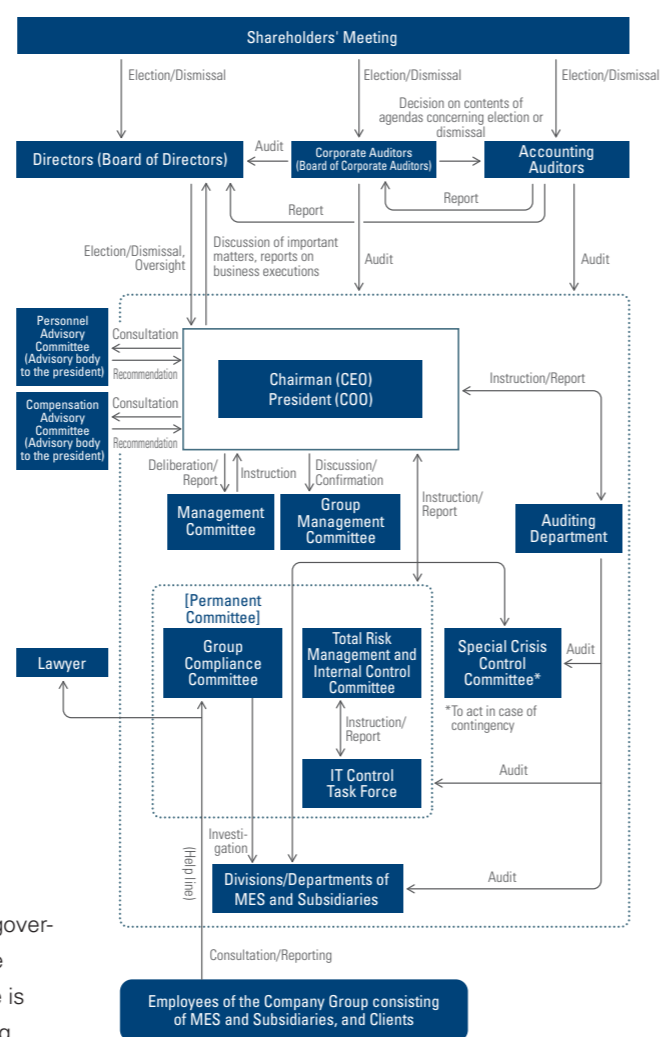 Shareholders' Meeting
Election/Dismissal
Election/Dismissal
Election/Dismissal
Decision on contents of
agendas concerning election or
dismissal
Directors (Board of Directors)
Audit
Corporate Auditors
(Board of Corporate Auditors)
Accounting
Auditors
Report
Report
Election/Dismissal,
Oversight
Discussion of important
matters, reports on
business executions
Audit
Audit
Personnel
Advisory
Committee
(Advisory body
to the president)
Consultation
Recommendation
Chairman (CEO)
President (COO)
Instruction/Report
Compensation
Advisory
Committee
(Advisory body
to the president)
Consultation
Recommendation
Deliberation/
Report
Instruction
Discussion/
Confirmation
Instruction/
Report
Management
Committee
Group
Management
Committee
Auditing
Department
[Permanent
Committee]
Lawyer
Group
Compliance
Committee
Total Risk
Management and
Internal Control
Committee
Special Crisis
Control
Committee*
Audit
*To act in case of
contingency
Instruction/
Report
IT Control
Task Force
Audit
Investi-
gation
(Help line)
Divisions/Departments of
MES and Subsidiaries
Audit
gover-
is
Consultation/Reporting
Employees of the Company Group consisting
of MES and Subsidiaries, and Clients